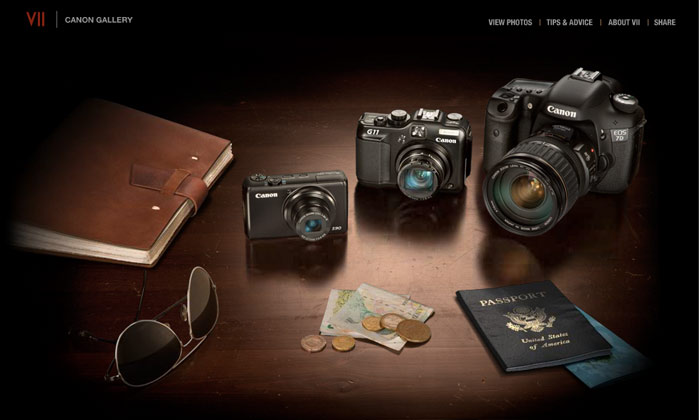 VII | CANON GALLERY
VIEW PHOTOS | TIPS & ADVICE | ABOUT VII | SHARE
Canon
G11
Canon
Canon
EOS
7D
S90
PASSPORT
United States
of America